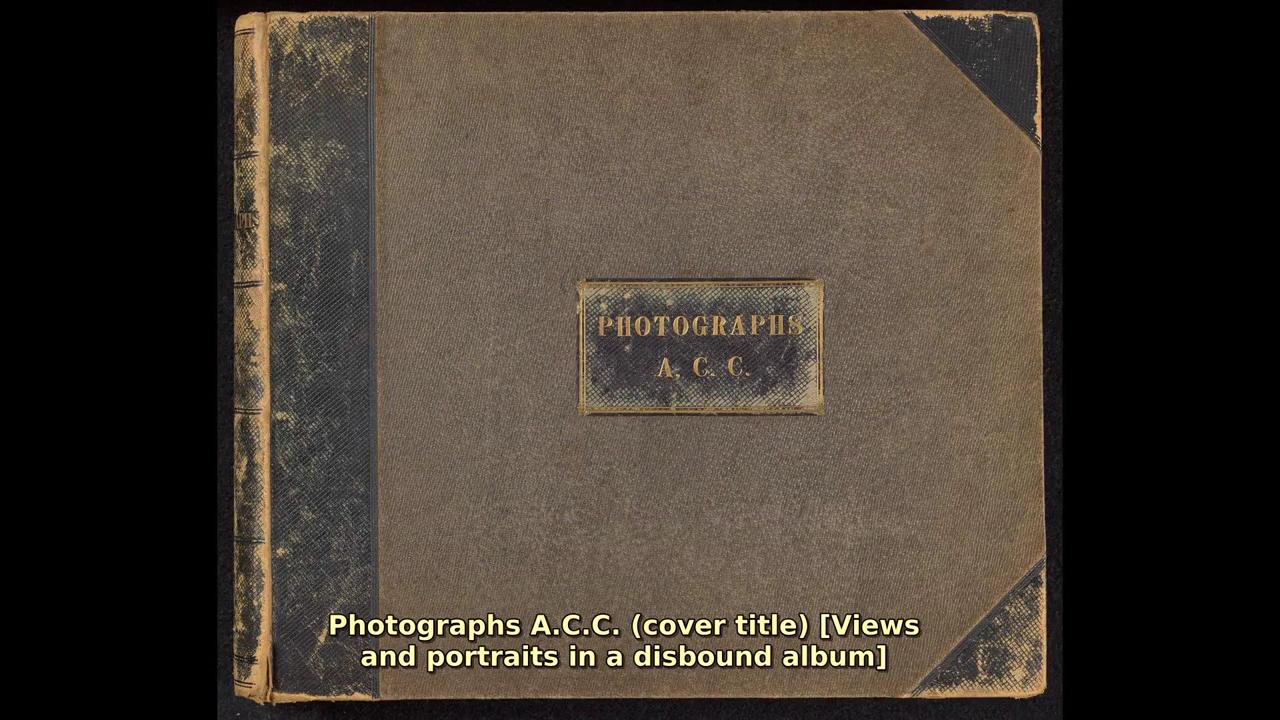 PHOTOGRAPHS
A. C. C.
Photographs A.C.C. (cover title) [Views
and portraits in a disbound album]